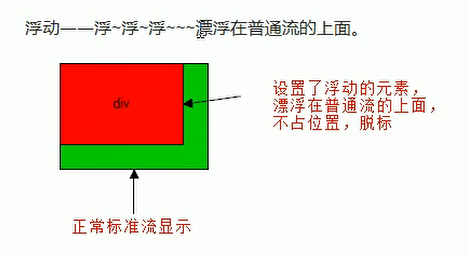 浮动——浮~浮~浮~~~漂浮在普通流的上面。
div
设置了浮动的元素，
漂浮在普通流的上面，
不占位置，脱标
正常标准流显示